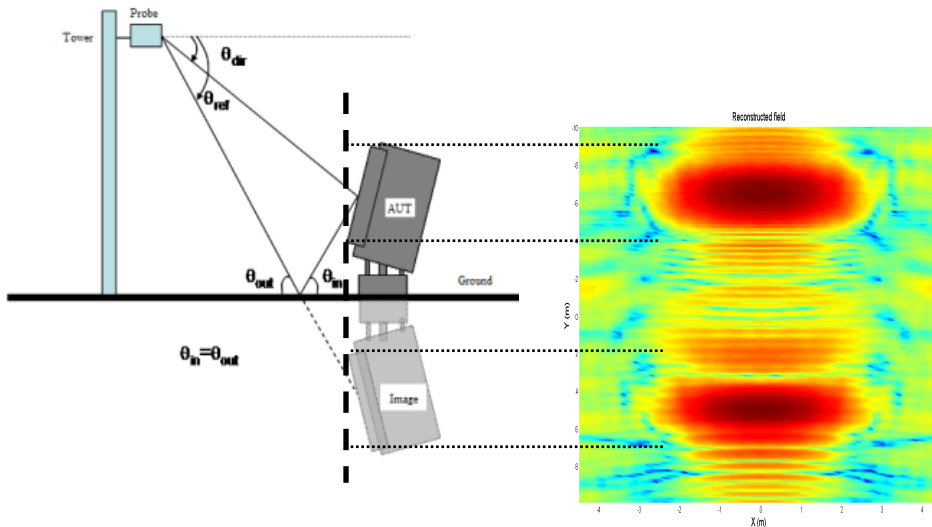 Probe
Tower
θdir
θref
AUT
θout
θin
Ground
θin=θout
Image
Reconstructed field
-10
-8
-6
-4
-2
0
2
4
6
8
Y (m)
-4 -3 -2 -1 0 1 2 3 4
X (m)